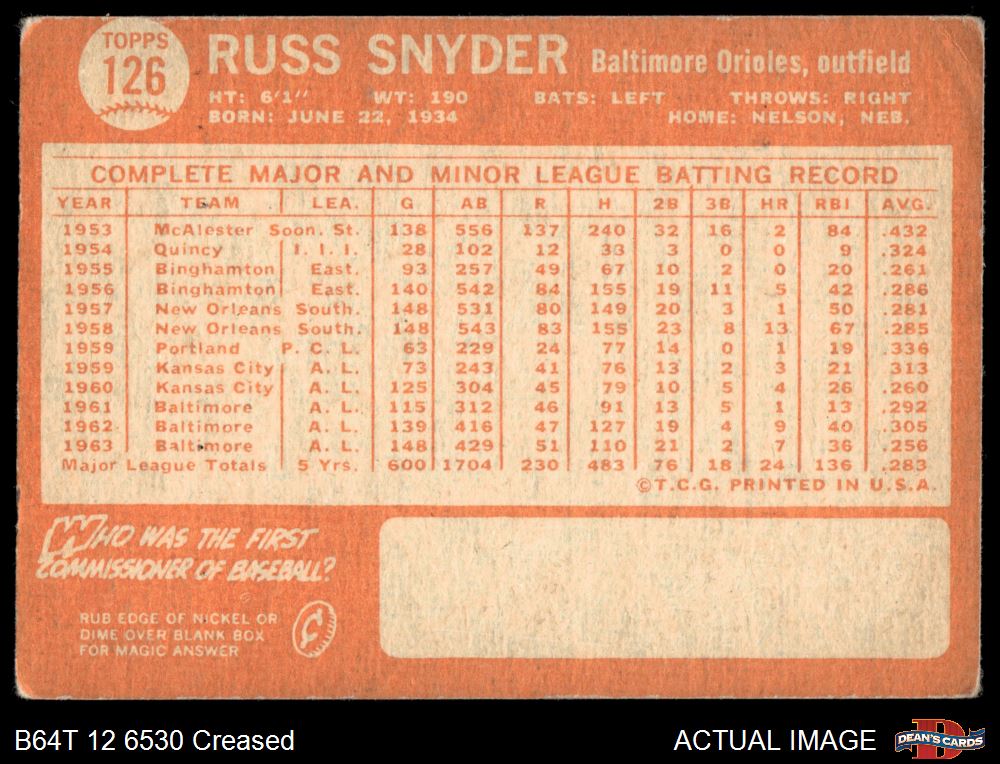 TOPPS
126
RUSS SNYDER Baltimore Orioles, outfield
HT: 6'1" WT: 190 BATS: LEFT THROWS: RIGHT
BORN: JUNE 22, 1934 HOME: NELSON, NEB.
COMPLETE MAJOR AND MINOR LEAGUE BATTING RECORD
YEAR TEAM LEA. G AB R H 2B 3B HR RBI AVG.
1953 McAlester Soon. St. 138 556 137 240 32 16 2 84 .432
1954 Quincy I. I. I. 28 102 12 33 3 0 0 9 .324
1955 Binghamton East. 93 257 49 67 10 2 0 20 .261
1956 Binghamton East. 140 542 84 155 19 11 5 42 .286
1957 New Orleans South. 148 531 80 149 20 3 1 50 .281
1958 New Orleans South. 148 543 83 155 23 8 13 67 .285
1959 Portland P. C. L. 63 229 24 77 14 0 1 19 .336
1959 Kansas City A. L. 73 243 41 76 13 2 3 21 .313
1960 Kansas City A. L. 125 304 45 79 10 5 4 26 .260
1961 Baltimore A. L. 115 312 46 91 13 5 1 13 .292
1962 Baltimore A. L. 139 416 47 127 19 4 9 40 .305
1963 Baltimore A. L. 148 429 51 110 21 2 7 36 .256
Major League Totals 5 Yrs. 600 1704 230 483 76 18 24 136 .283
©T.C.G. PRINTED IN U.S.A.
WHO WAS THE FIRST
COMMISSIONER OF BASEBALL?
RUB EDGE OF NICKEL OR
DIME OVER BLANK BOX
FOR MAGIC ANSWER
¢
B64T 12 6530 Creased ACTUAL IMAGE
D
DEAN'S CARDS